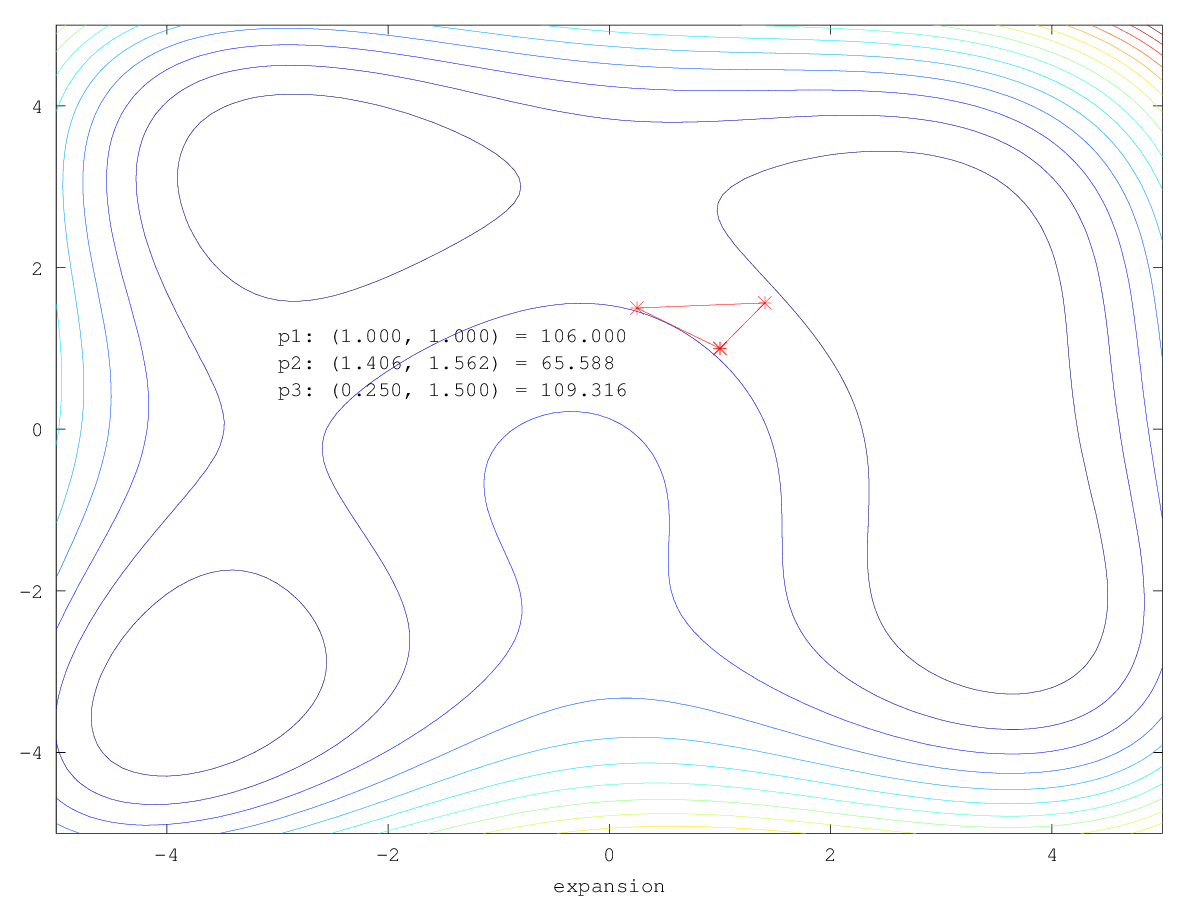 4
2
p1: (1.000, 1.000) = 106.000
p2: (1.406, 1.562) = 65.588
p3: (0.250, 1.500) = 109.316
0
-2
-4
-4 -2 0 2 4
expansion